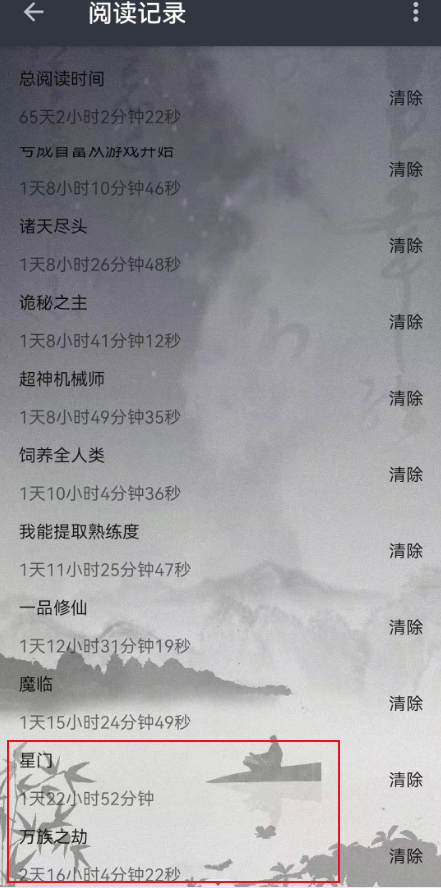 阅读记录
总阅读时间
清除
65天2小时2分钟22秒
亏成首富从游戏开始
清除
1天8小时10分钟46秒
诸天尽头
清除
1天8小时26分钟48秒
诡秘之主
清除
1天8小时41分钟12秒
超神机械师
清除
1天8小时49分钟35秒
饲养全人类
清除
1天10小时4分钟36秒
我能提取熟练度
清除
1天11小时25分钟47秒
一品修仙
清除
1天12小时31分钟19秒
魔临
清除
1天15小时24分钟49秒
星门
清除
1天22小时52分钟
万族之劫
清除
2天16小时4分钟22秒